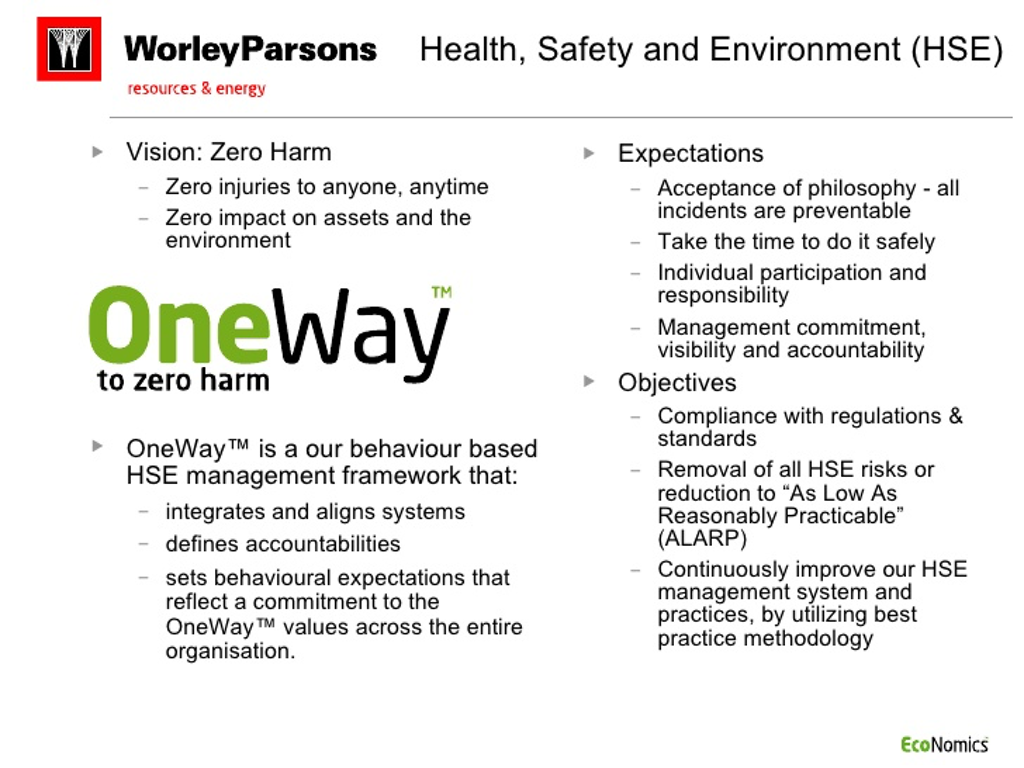 WorleyParsons
resources & energy
Health, Safety and Environment (HSE)
Vision: Zero Harm
– Zero injuries to anyone, anytime
– Zero impact on assets and the
environment
OneWay™
to zero harm
OneWay™ is a our behaviour based
HSE management framework that:
– integrates and aligns systems
– defines accountabilities
– sets behavioural expectations that
reflect a commitment to the
OneWay™ values across the entire
organisation.
Expectations
– Acceptance of philosophy - all
incidents are preventable
– Take the time to do it safely
– Individual participation and
responsibility
– Management commitment,
visibility and accountability
Objectives
– Compliance with regulations &
standards
– Removal of all HSE risks or
reduction to “As Low As
Reasonably Practicable”
(ALARP)
– Continuously improve our HSE
management system and
practices, by utilizing best
practice methodology
EcoNomics